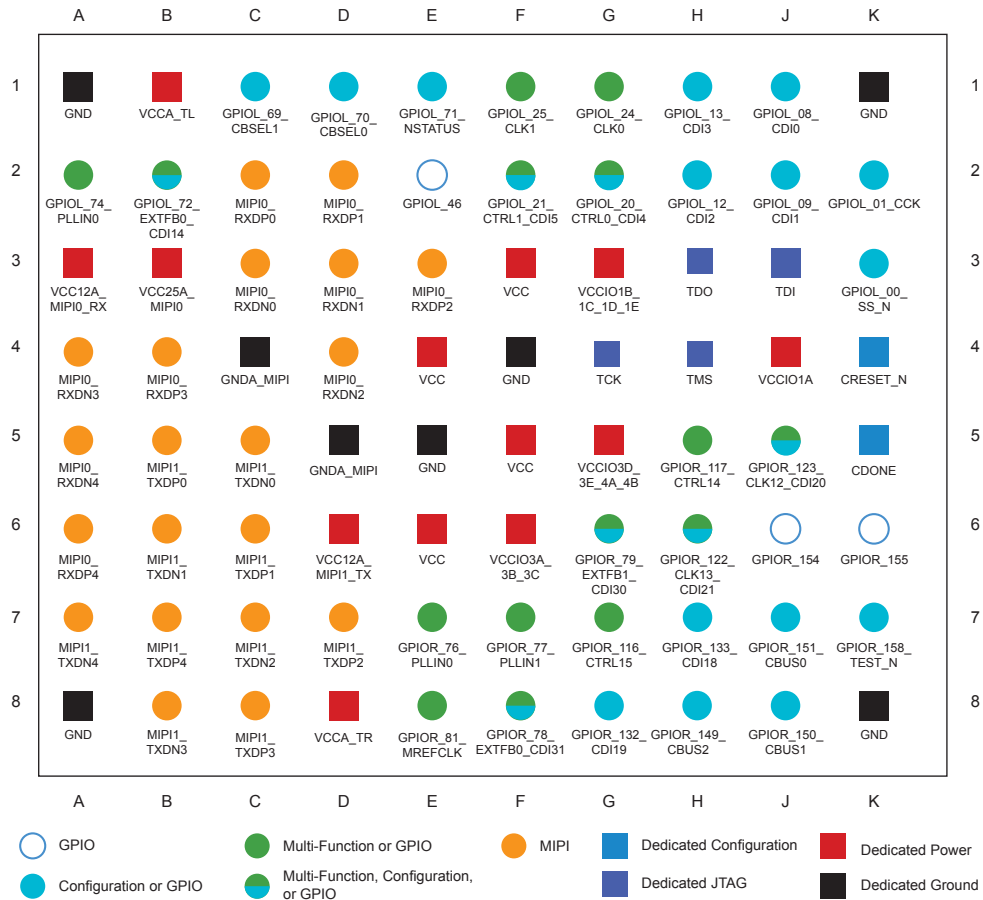 A B C D E F G H J K
1 1
GND VCCA_TL GPIOL_69_ GPIOL_70_ GPIOL_71_ GPIOL_25_ GPIOL_24_ GPIOL_13_ GPIOL_08_ GND
CBSEL1 CBSEL0 NSTATUS CLK1 CLK0 CDI3 CDI0
2 2
GPIOL_74_ GPIOL_72_ MIPI0_ MIPI0_ GPIOL_46 GPIOL_21_ GPIOL_20_ GPIOL_12_ GPIOL_09_ GPIOL_01_CCK
PLLIN0 EXTFB0_ RXDP0 RXDP1 CTRL1_CDI5 CTRL0_CDI4 CDI2 CDI1
CDI14
3 3
VCC12A_ VCC25A_ MIPI0_ MIPI0_ MIPI0_ VCC VCCIO1B_ TDO TDI GPIOL_00_
MIPI0_RX MIPI0 RXDN0 RXDN1 RXDP2 1C_1D_1E SS_N
4 4
MIPI0_ MIPI0_ GNDA_MIPI MIPI0_ VCC GND TCK TMS VCCIO1A CRESET_N
RXDN3 RXDP3 RXDN2
5 5
MIPI0_ MIPI1_ MIPI1_ GNDA_MIPI GND VCC VCCIO3D_ GPIOR_117_ GPIOR_123_ CDONE
RXDN4 TXDP0 TXDN0 3E_4A_4B CTRL14 CLK12_CDI20
6 6
MIPI0_ MIPI1_ MIPI1_ VCC12A_ VCC VCCIO3A_ GPIOR_79_ GPIOR_122_ GPIOR_154 GPIOR_155
RXDP4 TXDN1 TXDP1 MIPI1_TX 3B_3C EXTFB1_ CLK13_
CDI30 CDI21
7 7
MIPI1_ MIPI1_ MIPI1_ MIPI1_ GPIOR_76_ GPIOR_77_ GPIOR_116_ GPIOR_133_ GPIOR_151_ GPIOR_158_
TXDN4 TXDP4 TXDN2 TXDP2 PLLIN0 PLLIN1 CTRL15 CDI18 CBUS0 TEST_N
8 8
GND MIPI1_ MIPI1_ VCCA_TR GPIOR_81_ GPIOR_78_ GPIOR_132_ GPIOR_149_ GPIOR_150_ GND
TXDN3 TXDP3 MREFCLK EXTFB0_CDI31 CDI19 CBUS2 CBUS1
A B C D E F G H J K
GPIO Multi-Function or GPIO MIPI Dedicated Configuration Dedicated Power
Configuration or GPIO Multi-Function, Configuration, Dedicated JTAG Dedicated Ground
or GPIO